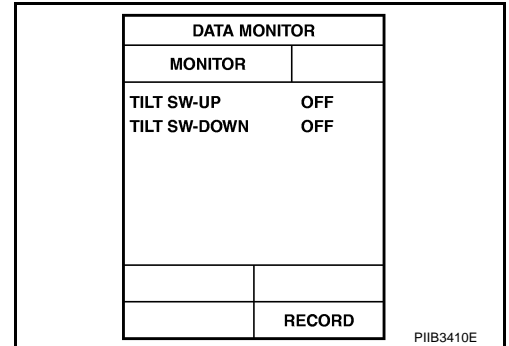 DATA MONITOR
MONITOR
TILT SW-UP OFF
TILT SW-DOWN OFF
RECORD
PIIB3410E